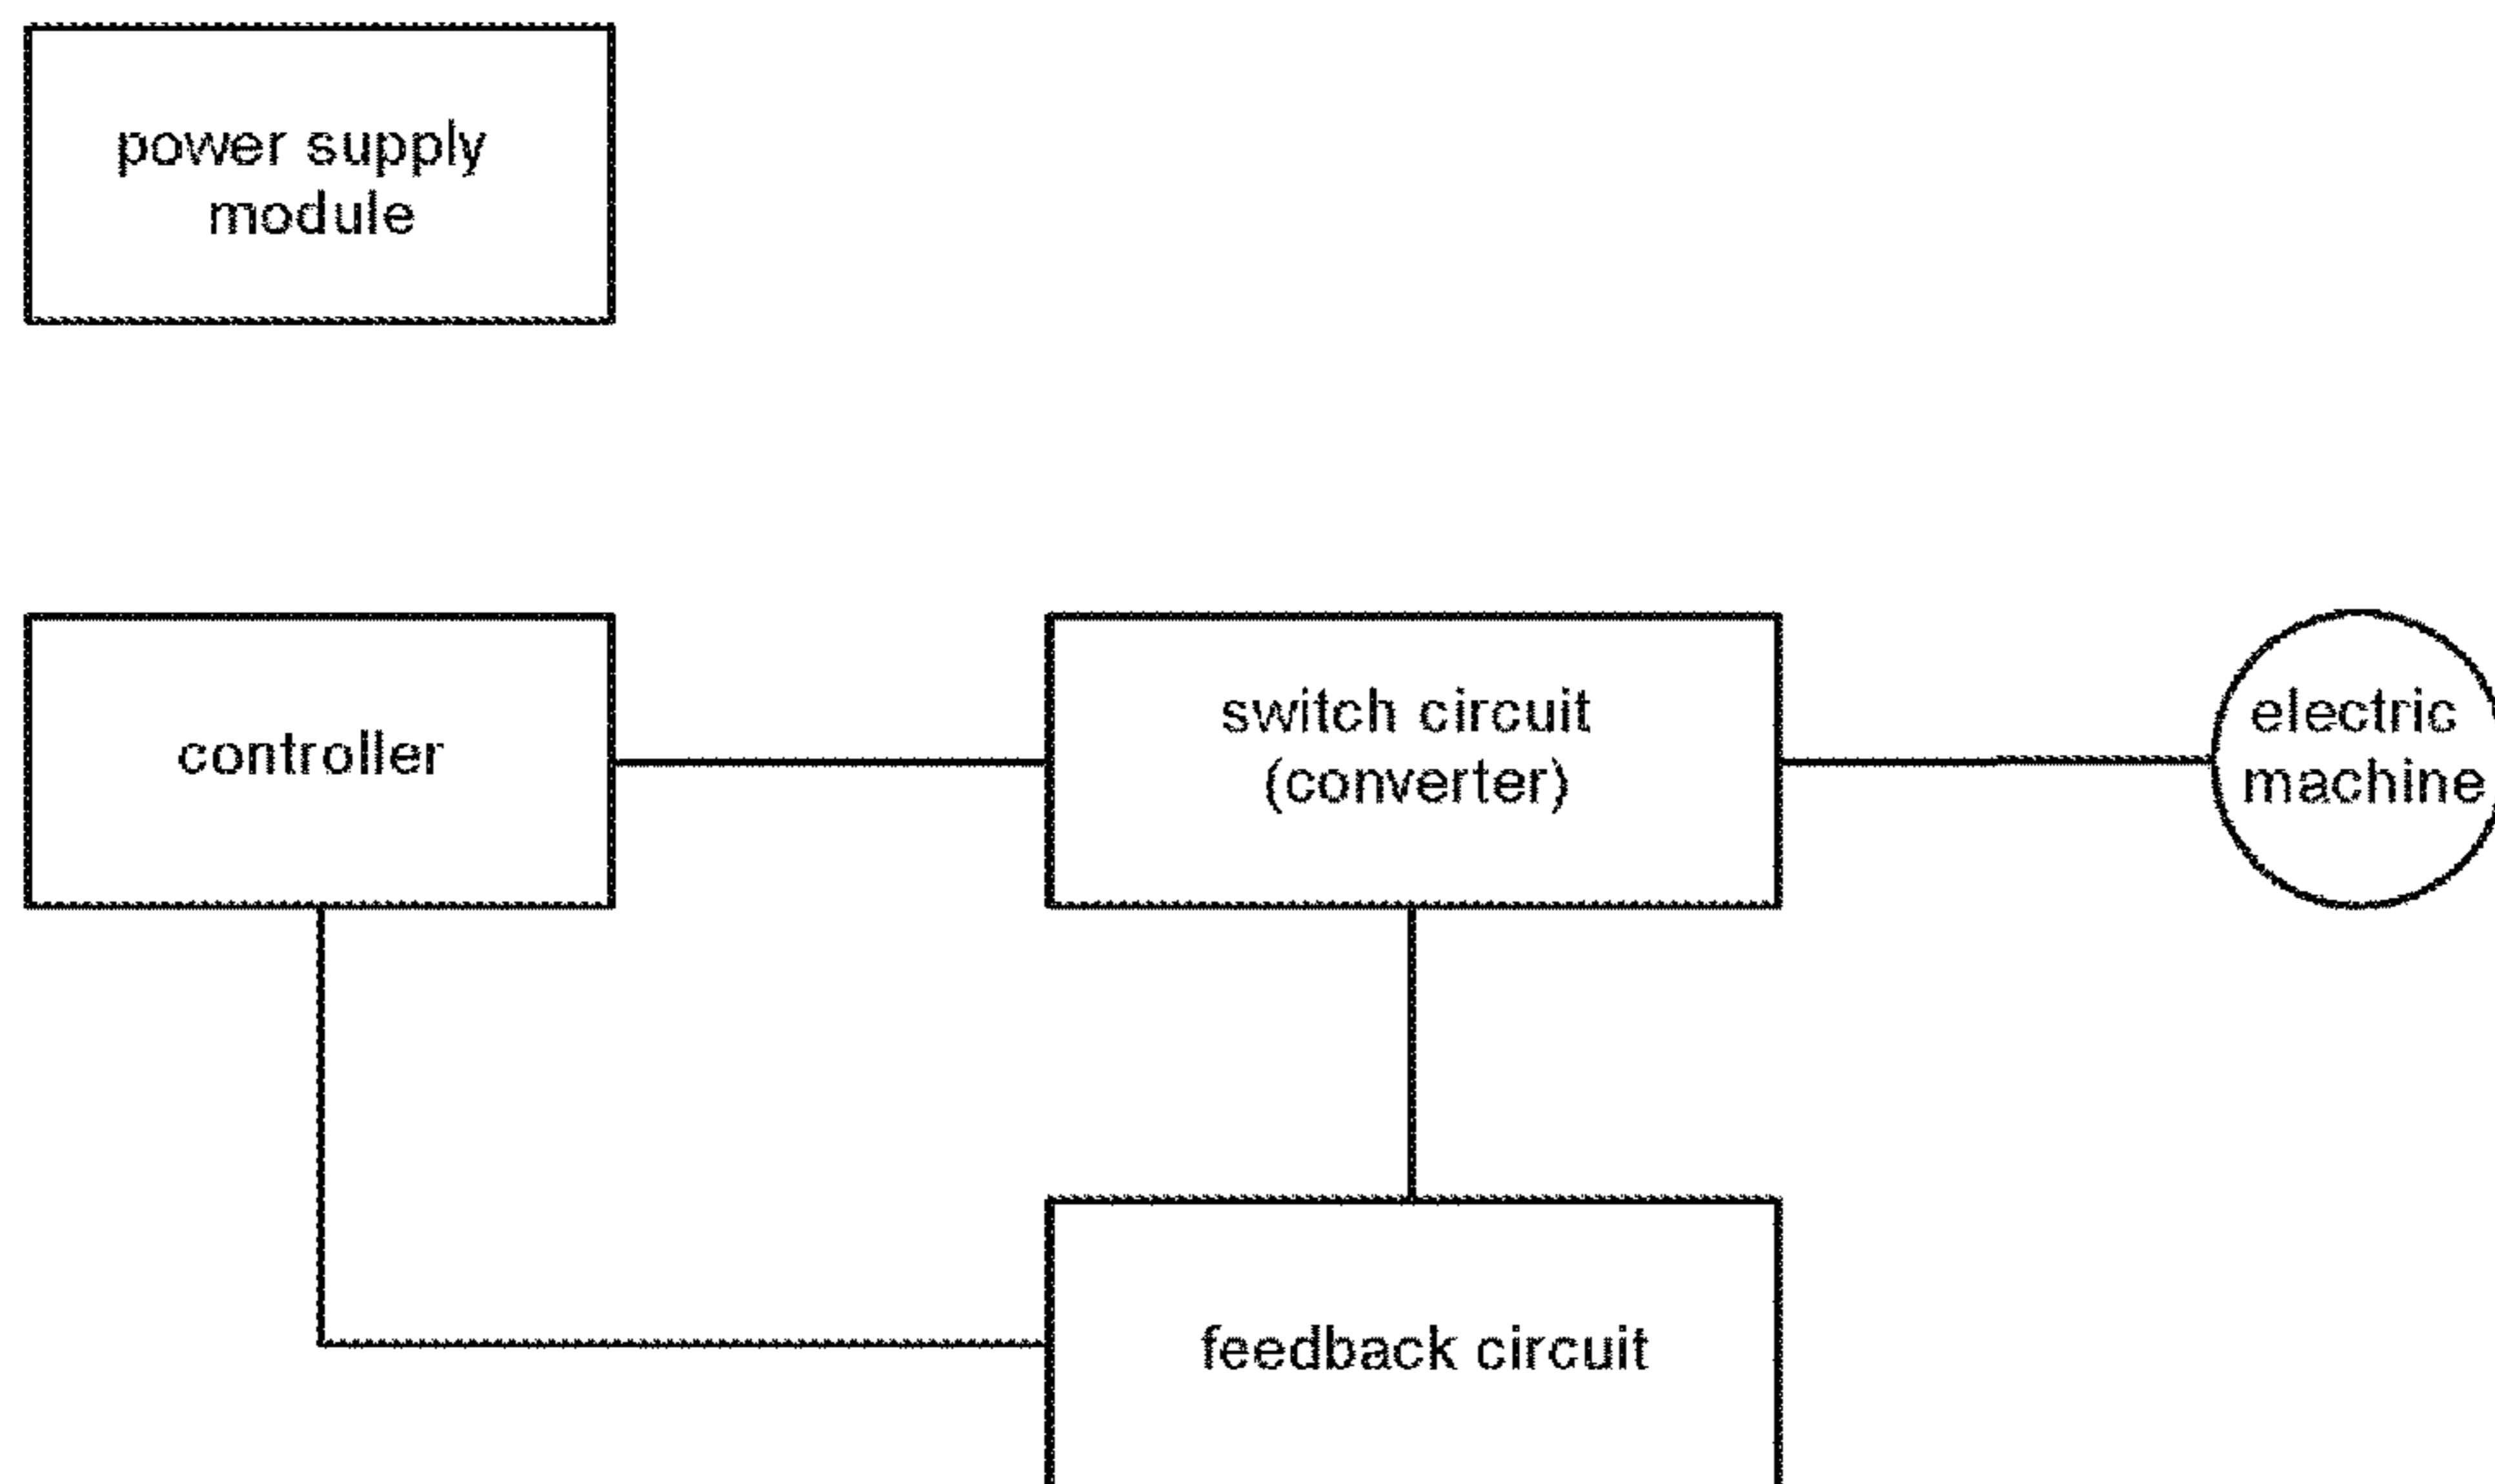 power supply
module
controller
switch circuit
(converter)
electric
machine
feedback circuit